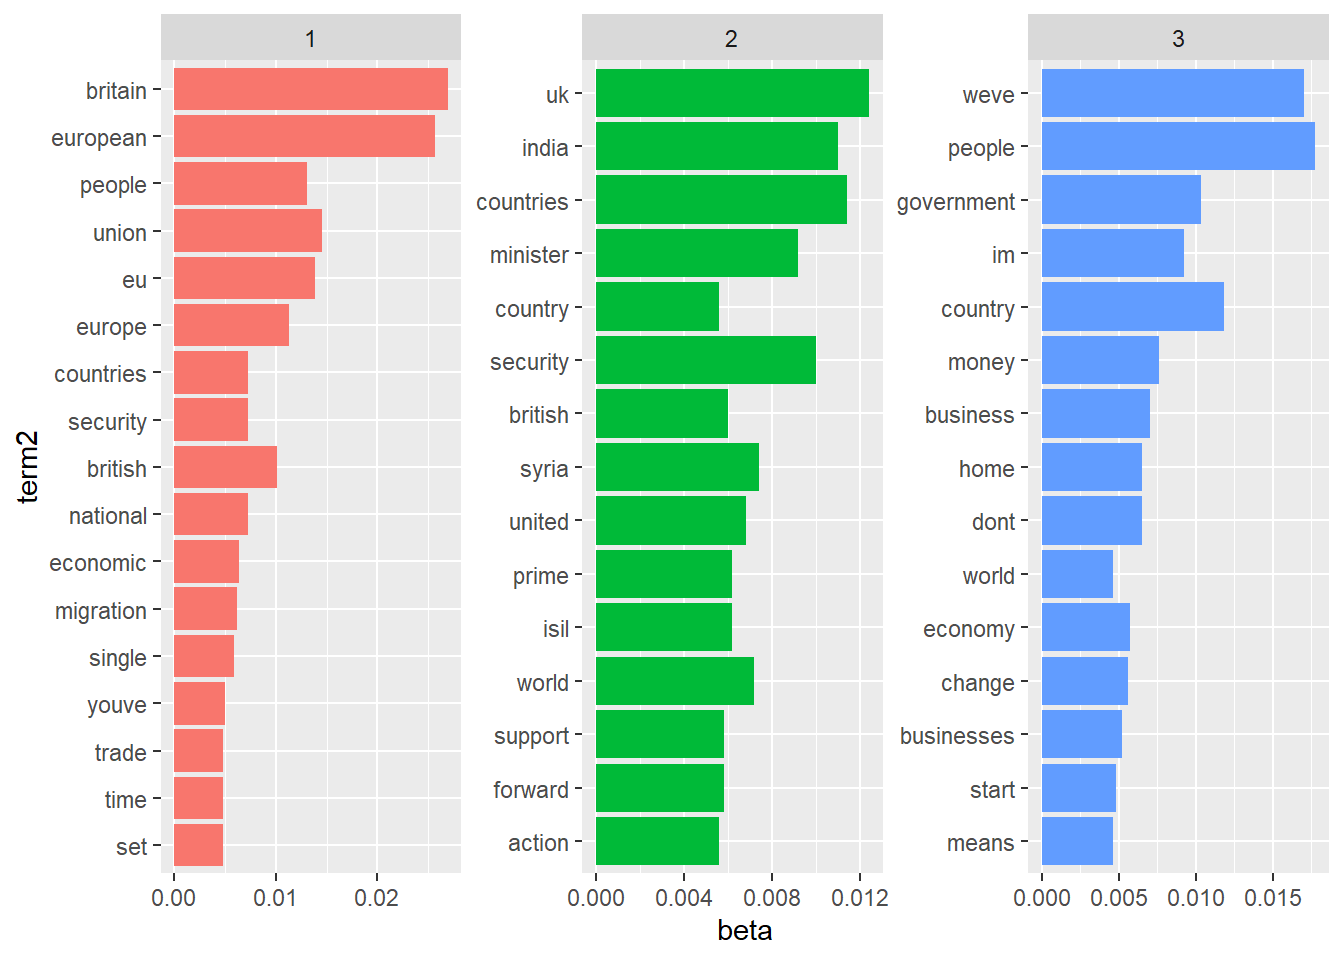 1
2
3
term2
britain
european
people
union
eu
europe
countries
security
british
national
economic
migration
single
youve
trade
time
set
0.00
0.01
0.02
uk
india
countries
minister
country
security
british
syria
united
prime
isil
world
support
forward
action
0.000
0.004
0.008
0.012
weve
people
government
im
country
money
business
home
dont
world
economy
change
businesses
start
means
0.000
0.005
0.010
0.015
beta